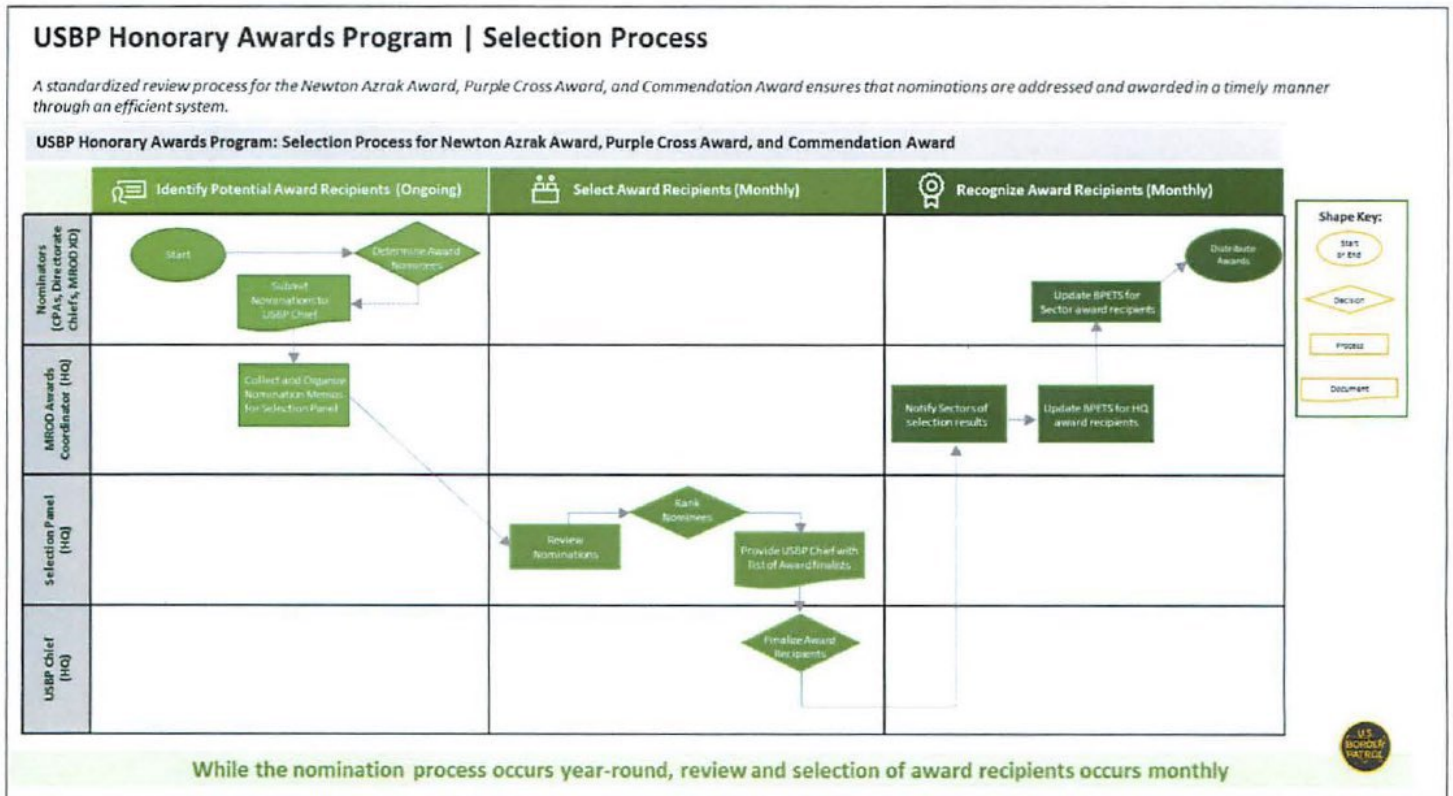 USBP Honorary Awards Program | Selection Process
A standardized review process for the Newton Azrak Award, Purple Cross Award, and Commendation Award ensures that nominations are addressed and awarded in a timely manner
through an efficient system.
USBP Honorary Awards Program: Selection Process for Newton Azrak Award, Purple Cross Award, and Commendation Award
Identify Potential Award Recipients (Ongoing)
Select Award Recipients (Monthly)
Recognize Award Recipients (Monthly)
Nominators
(CPAs, Directorate
Chiefs, MROD XD)
Start
Determine Award
Nominees
Submit
Nominations to
USBP Chief
Distribute
Awards
Update BPETS for
Sector award recipients
MROD Awards
Coordinator (HQ)
Collect and Organize
Nomination Memos
for Selection Panel
Notify Sectors of
selection results
Update BPETS for HQ
award recipients
Selection Panel
(HQ)
Review
Nominations
Rank
Nominees
Provide USBP Chief with
list of Award finalists
USBP Chief
(HQ)
Finalize Award
Recipients
Shape Key:
Start
or End
Decision
Process
Document
U.S.
BORDER
PATROL
While the nomination process occurs year-round, review and selection of award recipients occurs monthly